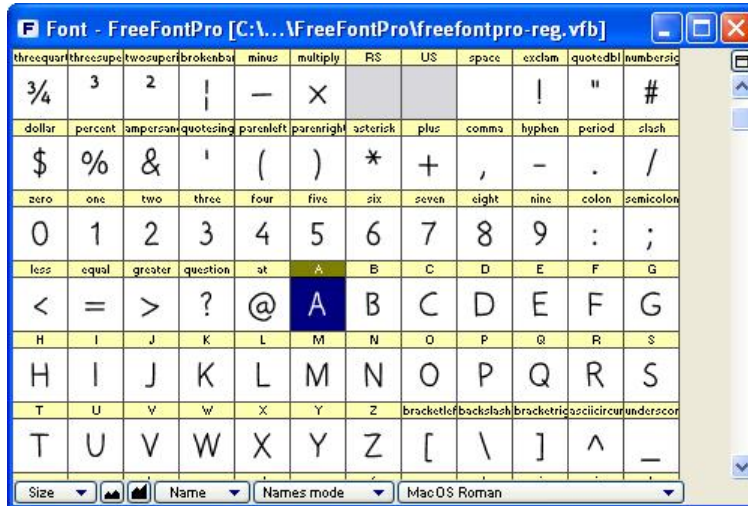 Font - FreeFontPro [C:\...\FreeFontPro\freefontpro-reg.vfb]
threequart threesupe twosuperi brokenbar minus multiply RS US space exclam quotedbl numbersig
¾ ³ ² ¦ − × ! " #
dollar percent ampersan quotesing parenleft parenright asterisk plus comma hyphen period slash
$ % & ' ( ) * + , - . /
zero one two three four five six seven eight nine colon semicolon
0 1 2 3 4 5 6 7 8 9 : ;
less equal greater question at A B C D E F G
< = > ? @ A B C D E F G
H I J K L M N O P Q R S
H I J K L M N O P Q R S
T U V W X Y Z bracketlef backslash bracketrig asciicircu underscor
T U V W X Y Z [ \ ] ^ _
Size Name Names mode MacOS Roman